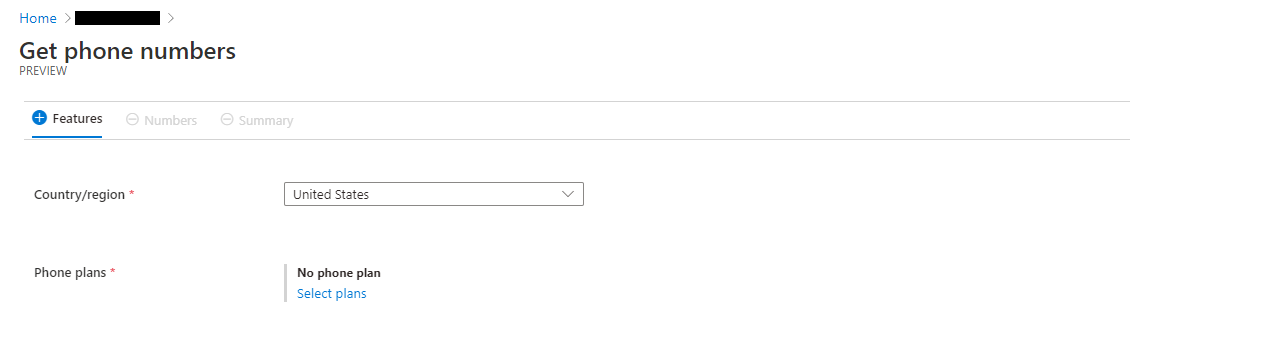 Home
Get phone numbers
PREVIEW
Features Numbers Summary
Country/region * United States
Phone plans * No phone plan
Select plans